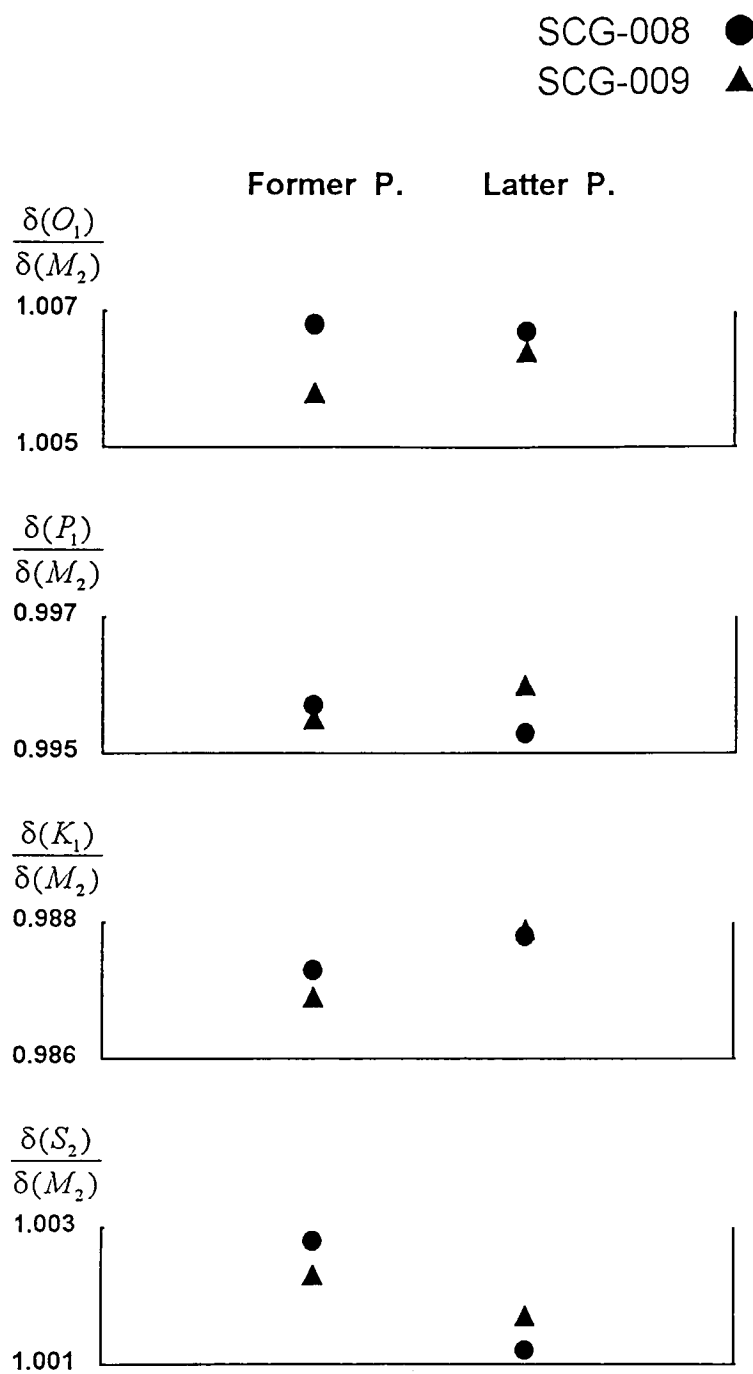 SCG-008 ●
SCG-009 ▲
Former P. Latter P.
δ(O₁)
δ(M₂)
1.007
1.005
δ(P₁)
δ(M₂)
0.997
0.995
δ(K₁)
δ(M₂)
0.988
0.986
δ(S₂)
δ(M₂)
1.003
1.001